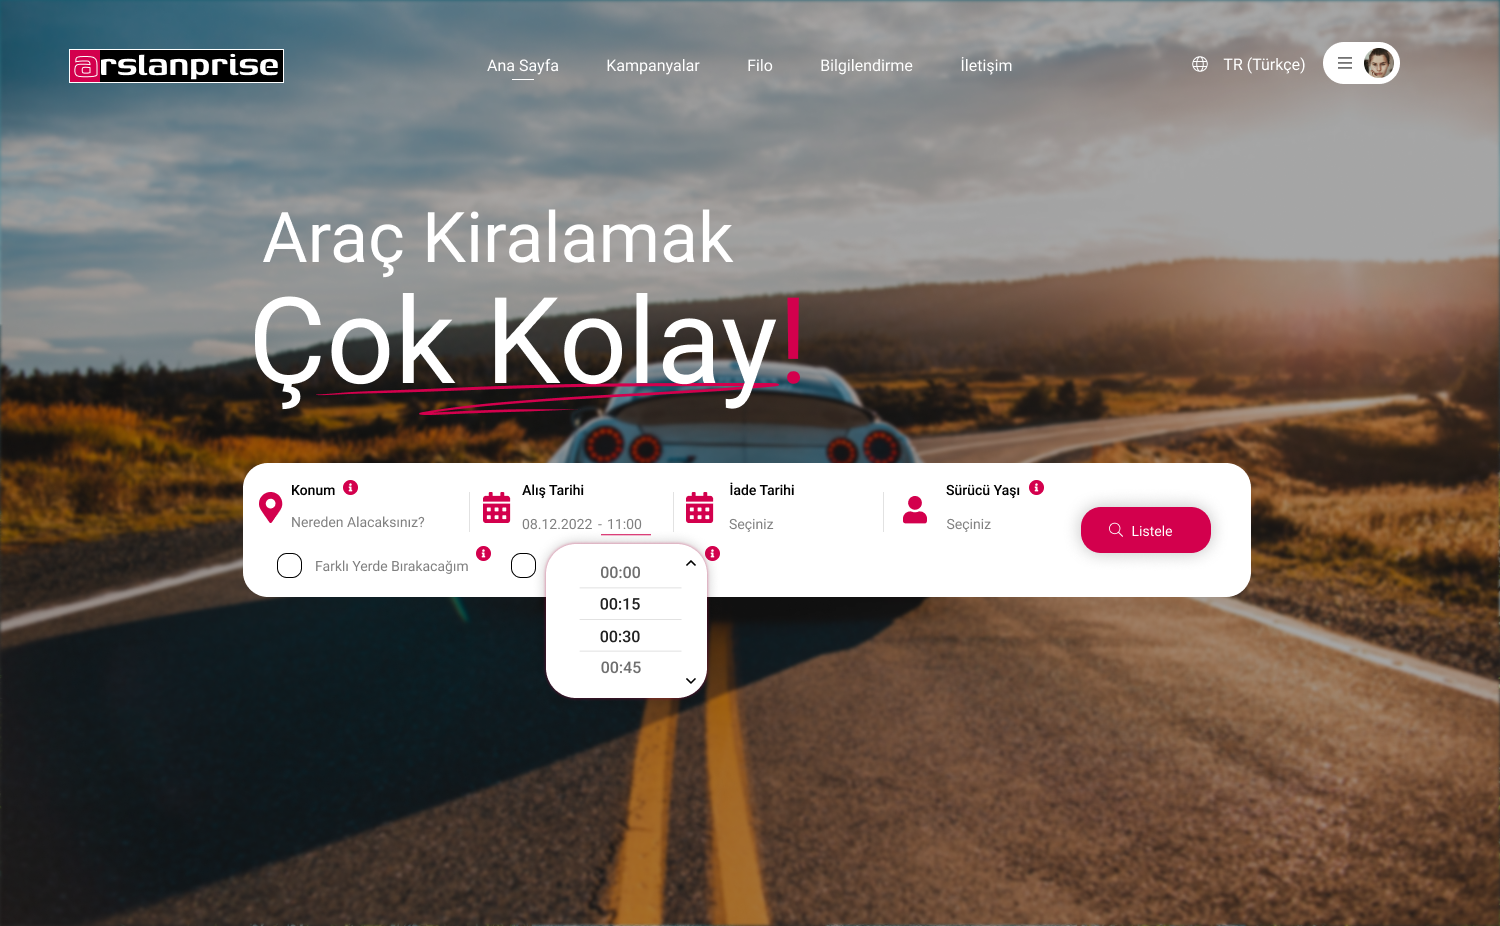 arslanprise
Ana Sayfa
Kampanyalar
Filo
Bilgilendirme
İletişim
TR (Türkçe)
Araç Kiralamak
Çok Kolay!
Konum
Nereden Alacaksınız?
Alış Tarihi
08.12.2022 - 11:00
İade Tarihi
Seçiniz
Sürücü Yaşı
Seçiniz
Listele
Farklı Yerde Bırakacağım
00:00
00:15
00:30
00:45